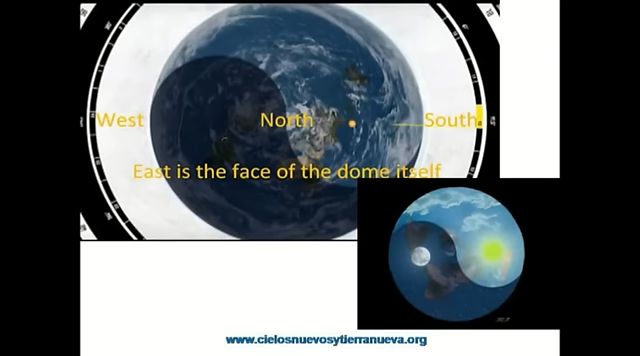 West North South
East is the face of the dome itself
www.cielosnuevosytierranueva.org